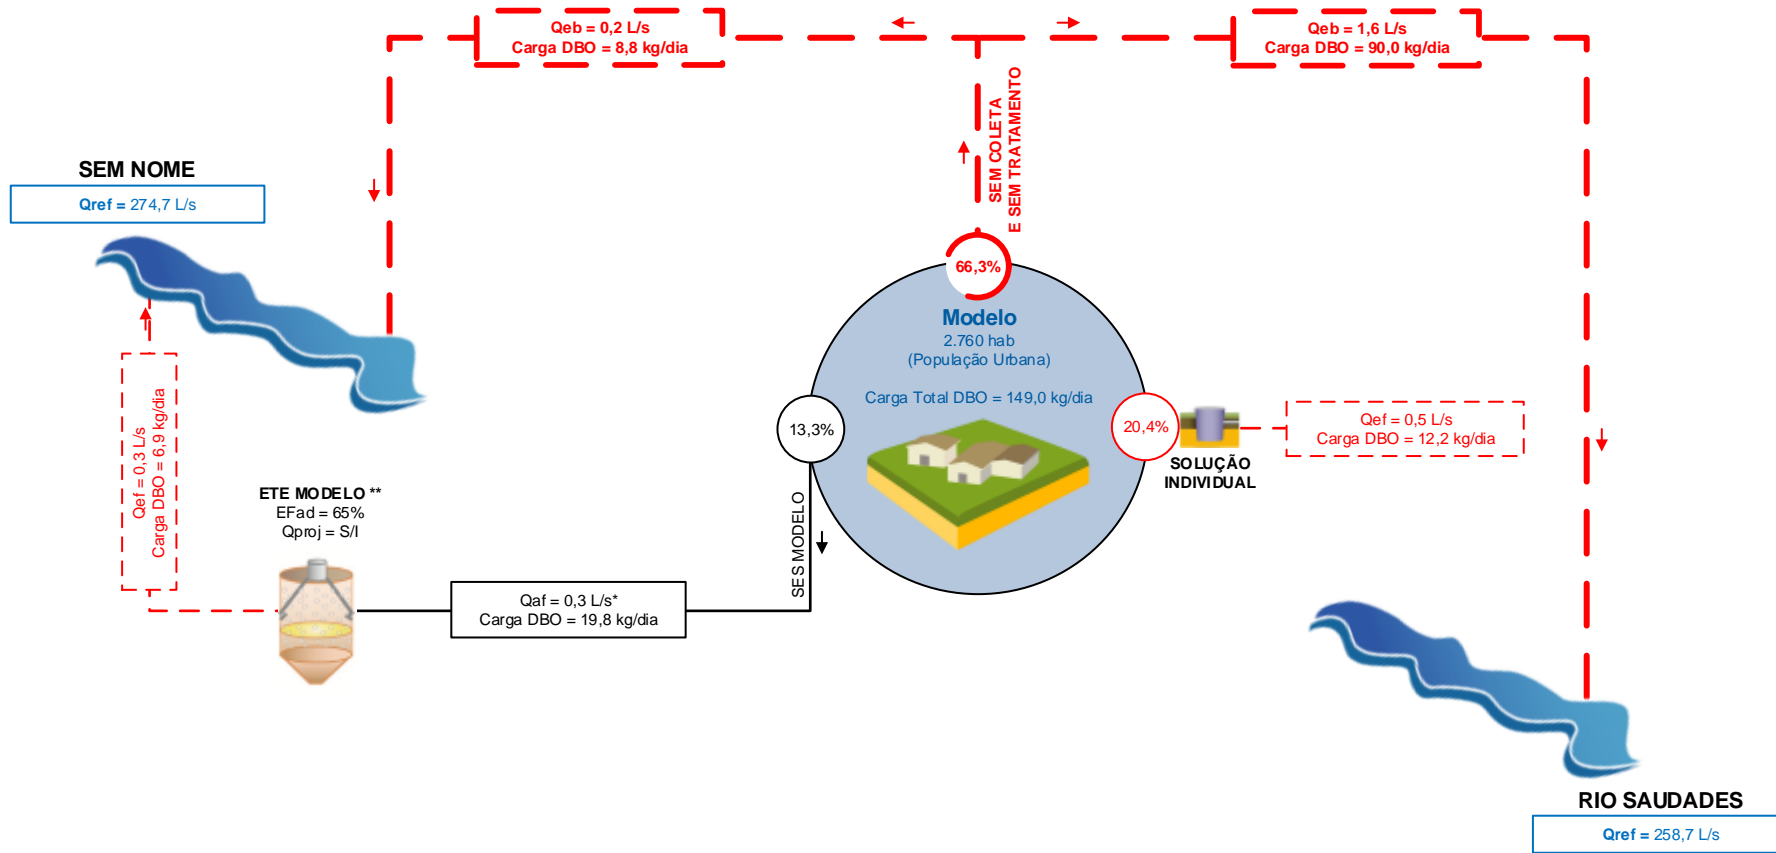 Qeb = 0,2 L/s
Carga DBO = 8,8 kg/dia
Qeb = 1,6 L/s
Carga DBO = 90,0 kg/dia
SEM COLETA
E SEM TRATAMENTO
SEM NOME
Qref = 274,7 L/s
66,3%
Modelo
2.760 hab
(População Urbana)
Carga Total DBO = 149,0 kg/dia
13,3%
20,4%
SOLUÇÃO
INDIVIDUAL
Qef = 0,5 L/s
Carga DBO = 12,2 kg/dia
Qef = 0,3 L/s
Carga DBO = 6,9 kg/dia
ETE MODELO **
EFad = 65%
Qproj = S/I
SES MODELO
Qaf = 0,3 L/s*
Carga DBO = 19,8 kg/dia
RIO SAUDADES
Qref = 258,7 L/s